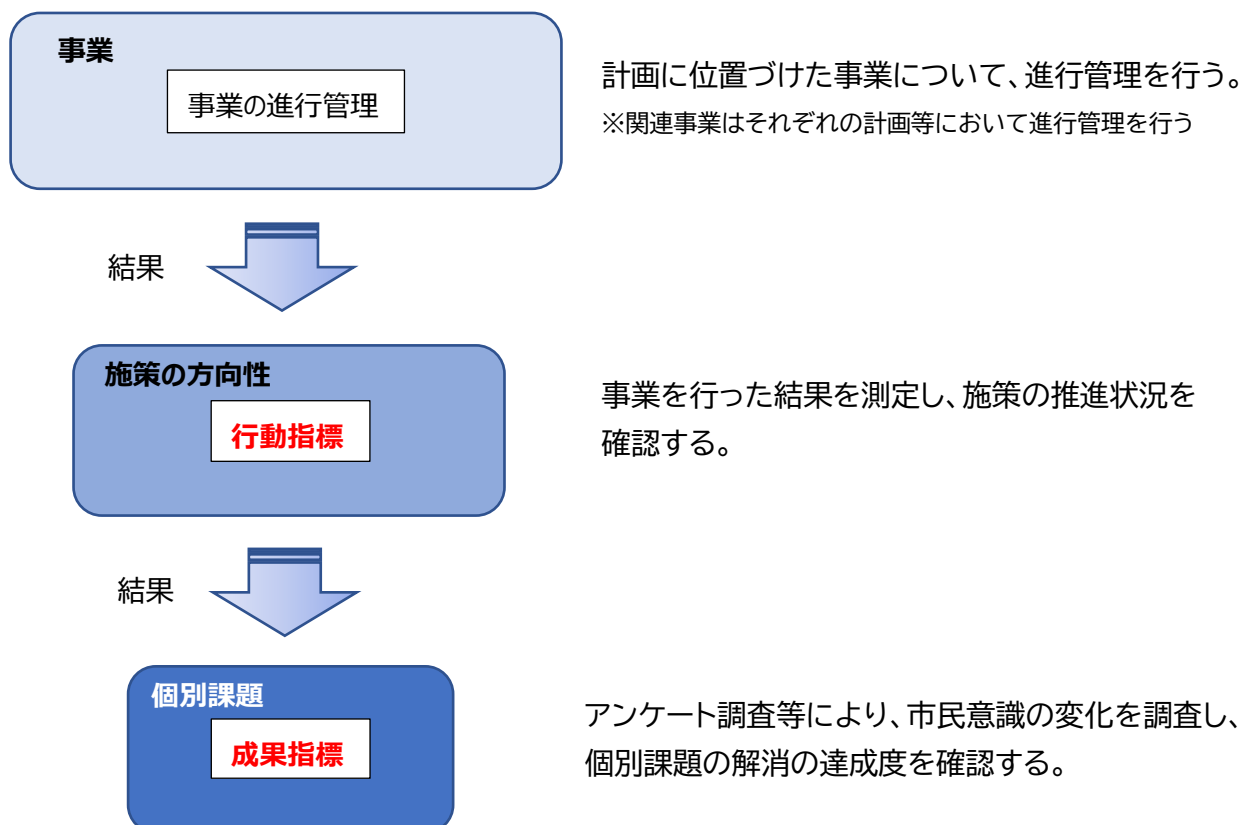 事業
事業の進行管理
計画に位置づけた事業について、進行管理を行う。
※関連事業はそれぞれの計画等において進行管理を行う
結果
施策の方向性
行動指標
事業を行った結果を測定し、施策の推進状況を
確認する。
結果
個別課題
成果指標
アンケート調査等により、市民意識の変化を調査し、
個別課題の解消の達成度を確認する。